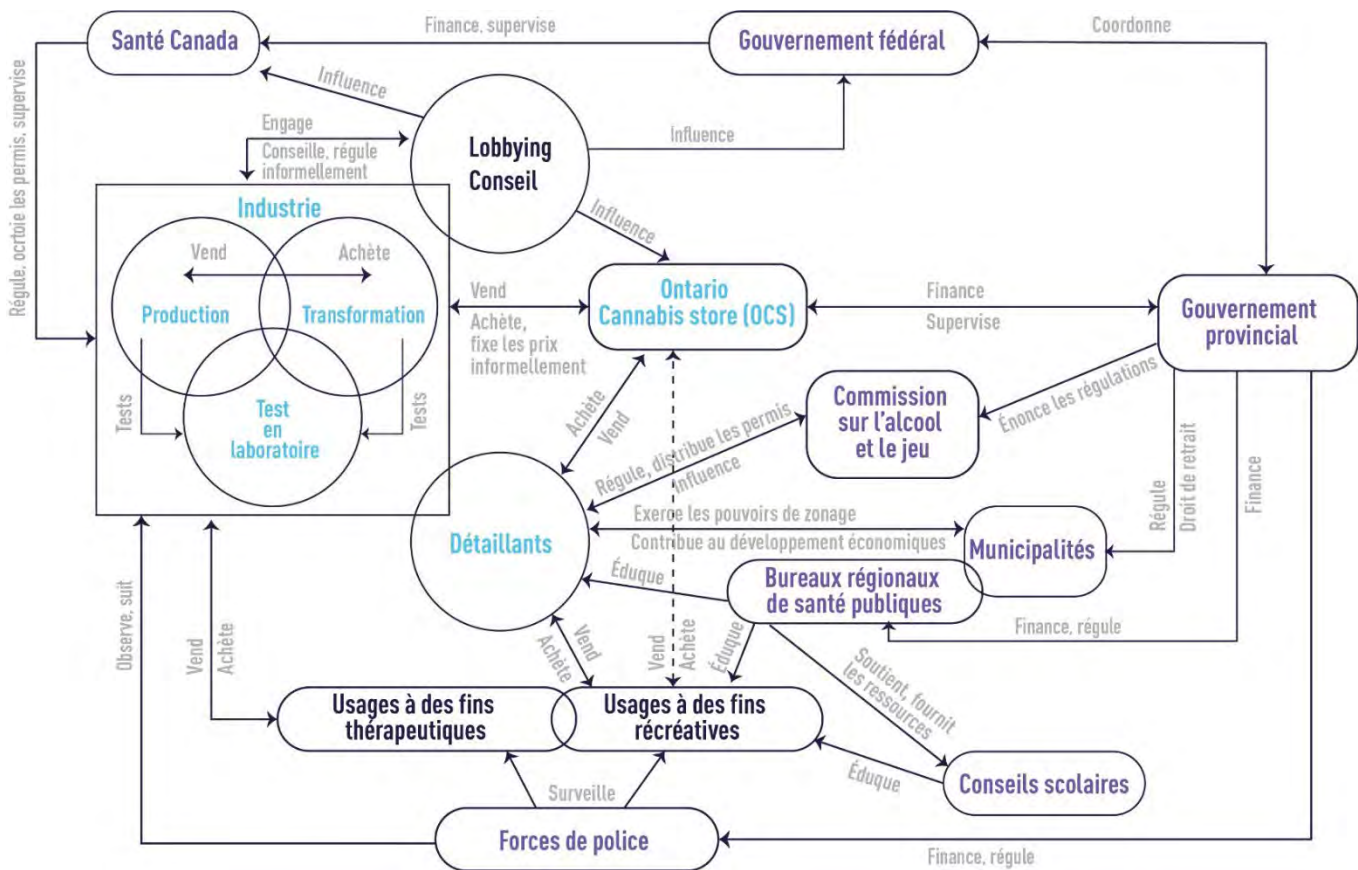 Santé Canada
Finance, supervise
Gouvernement fédéral
Coordonne
Régule, ocrtoie les permis, supervise
Influence
Engage
Conseille, régule
informellement
Lobbying
Conseil
Influence
Influence
Industrie
Vend
Achète
Production
Transformation
Tests
Test
en
laboratoire
Tests
Vend
Achète,
fixe les prix
informellement
Ontario
Cannabis store (OCS)
Finance
Supervise
Gouvernement
provincial
Achète
Vend
Régule, distribue les permis
Influence
Commission
sur l'alcool
et le jeu
Énonce les régulations
Régule
Droit de retrait
Finance
Détaillants
Exerce les pouvoirs de zonage
Contribue au développement économiques
Municipalités
Éduque
Bureaux régionaux
de santé publiques
Finance, régule
Observe, suit
Vend
Achète
Vend
Achète
Vend
Achète
Éduque
Soutient, fournit
les ressources
Usages à des fins
thérapeutiques
Usages à des fins
récréatives
Éduque
Conseils scolaires
Surveille
Forces de police
Finance, régule